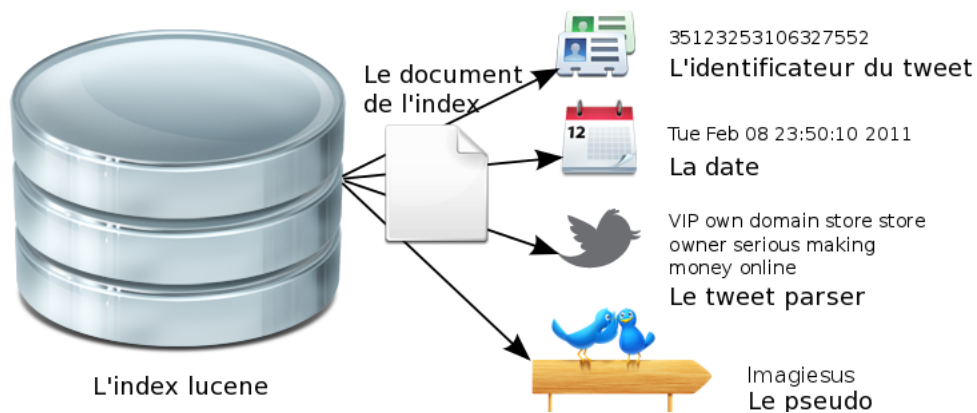 Le document
de l'index
L'index lucene
35123253106327552
L'identificateur du tweet
12
Tue Feb 08 23:50:10 2011
La date
VIP own domain store store
owner serious making
money online
Le tweet parser
Imagiesus
Le pseudo